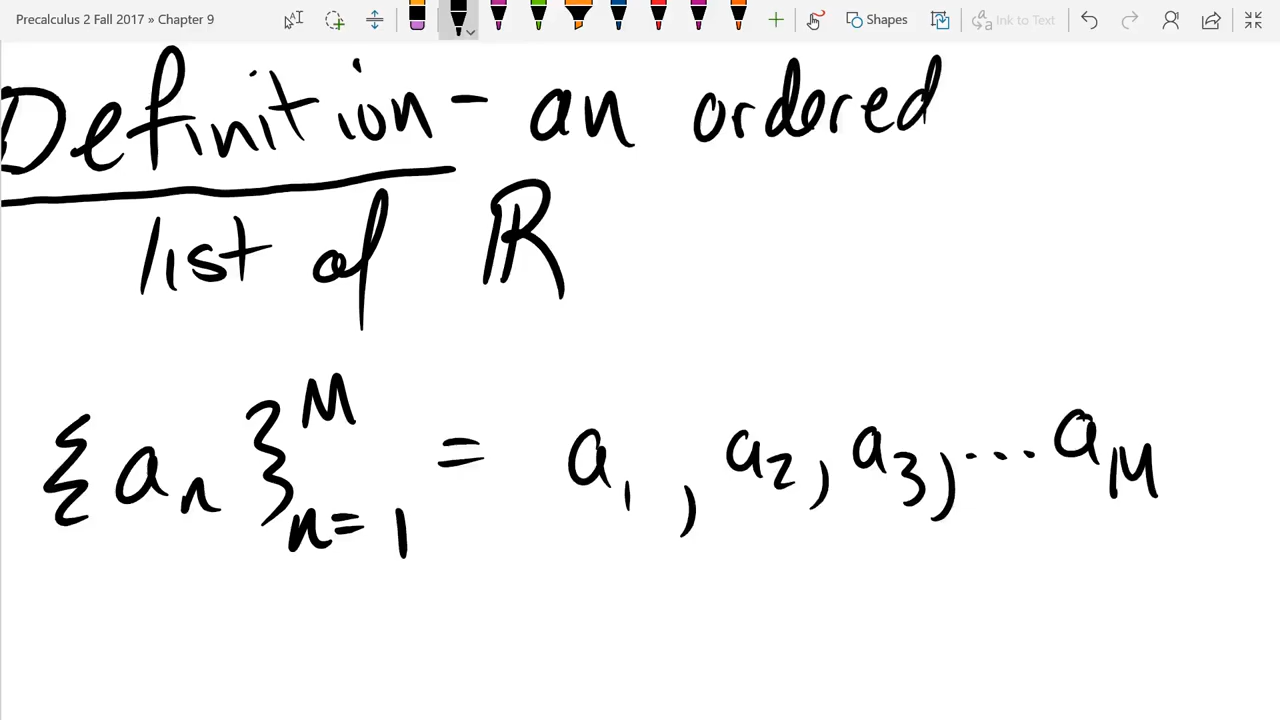 Precalculus 2 Fall 2017 » Chapter 9
Shapes
Ink to Text
Definition - an ordered
list of ℝ
{aₙ}ᴹₙ₌₁ = a₁, a₂, a₃, ... a_M